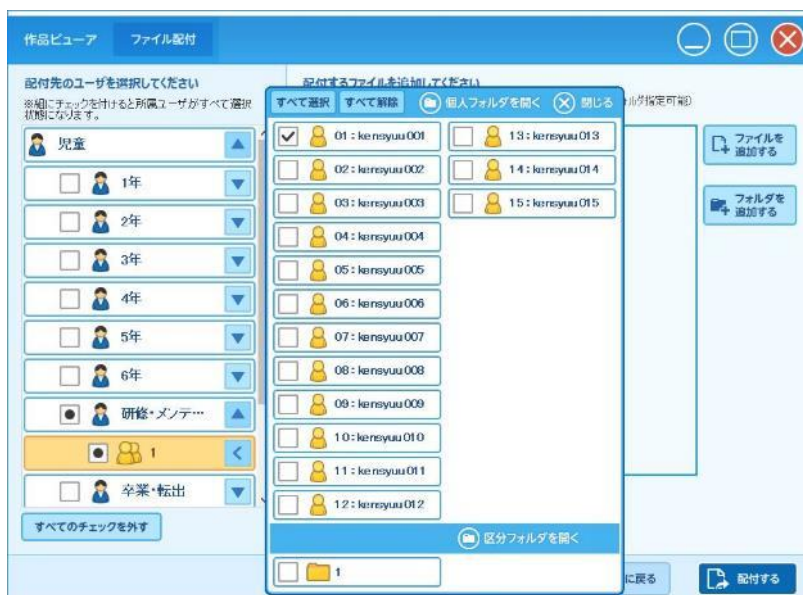 作品ビューア ファイル配付
配付先のユーザを選択してください
※組にチェックを付けると所属ユーザがすべて選択
状態になります。
児童
1年
2年
3年
4年
5年
6年
研修・メンテ…
1
卒業・転出
すべてのチェックを外す
配付するファイルを追加してください
ォルダ指定可能)
すべて選択 すべて解除 個人フォルダを開く 閉じる
01:kensyuu001
02:kensyuu002
03:kensyuu003
04:kensyuu004
05:kensyuu005
06:kensyuu006
07:kensyuu007
08:kensyuu008
09:kensyuu009
10:kensyuu010
11:kensyuu011
12:kensyuu012
13:kensyuu013
14:kensyuu014
15:kensyuu015
区分フォルダを開く
1
ファイルを
追加する
フォルダを
追加する
に戻る
配付する